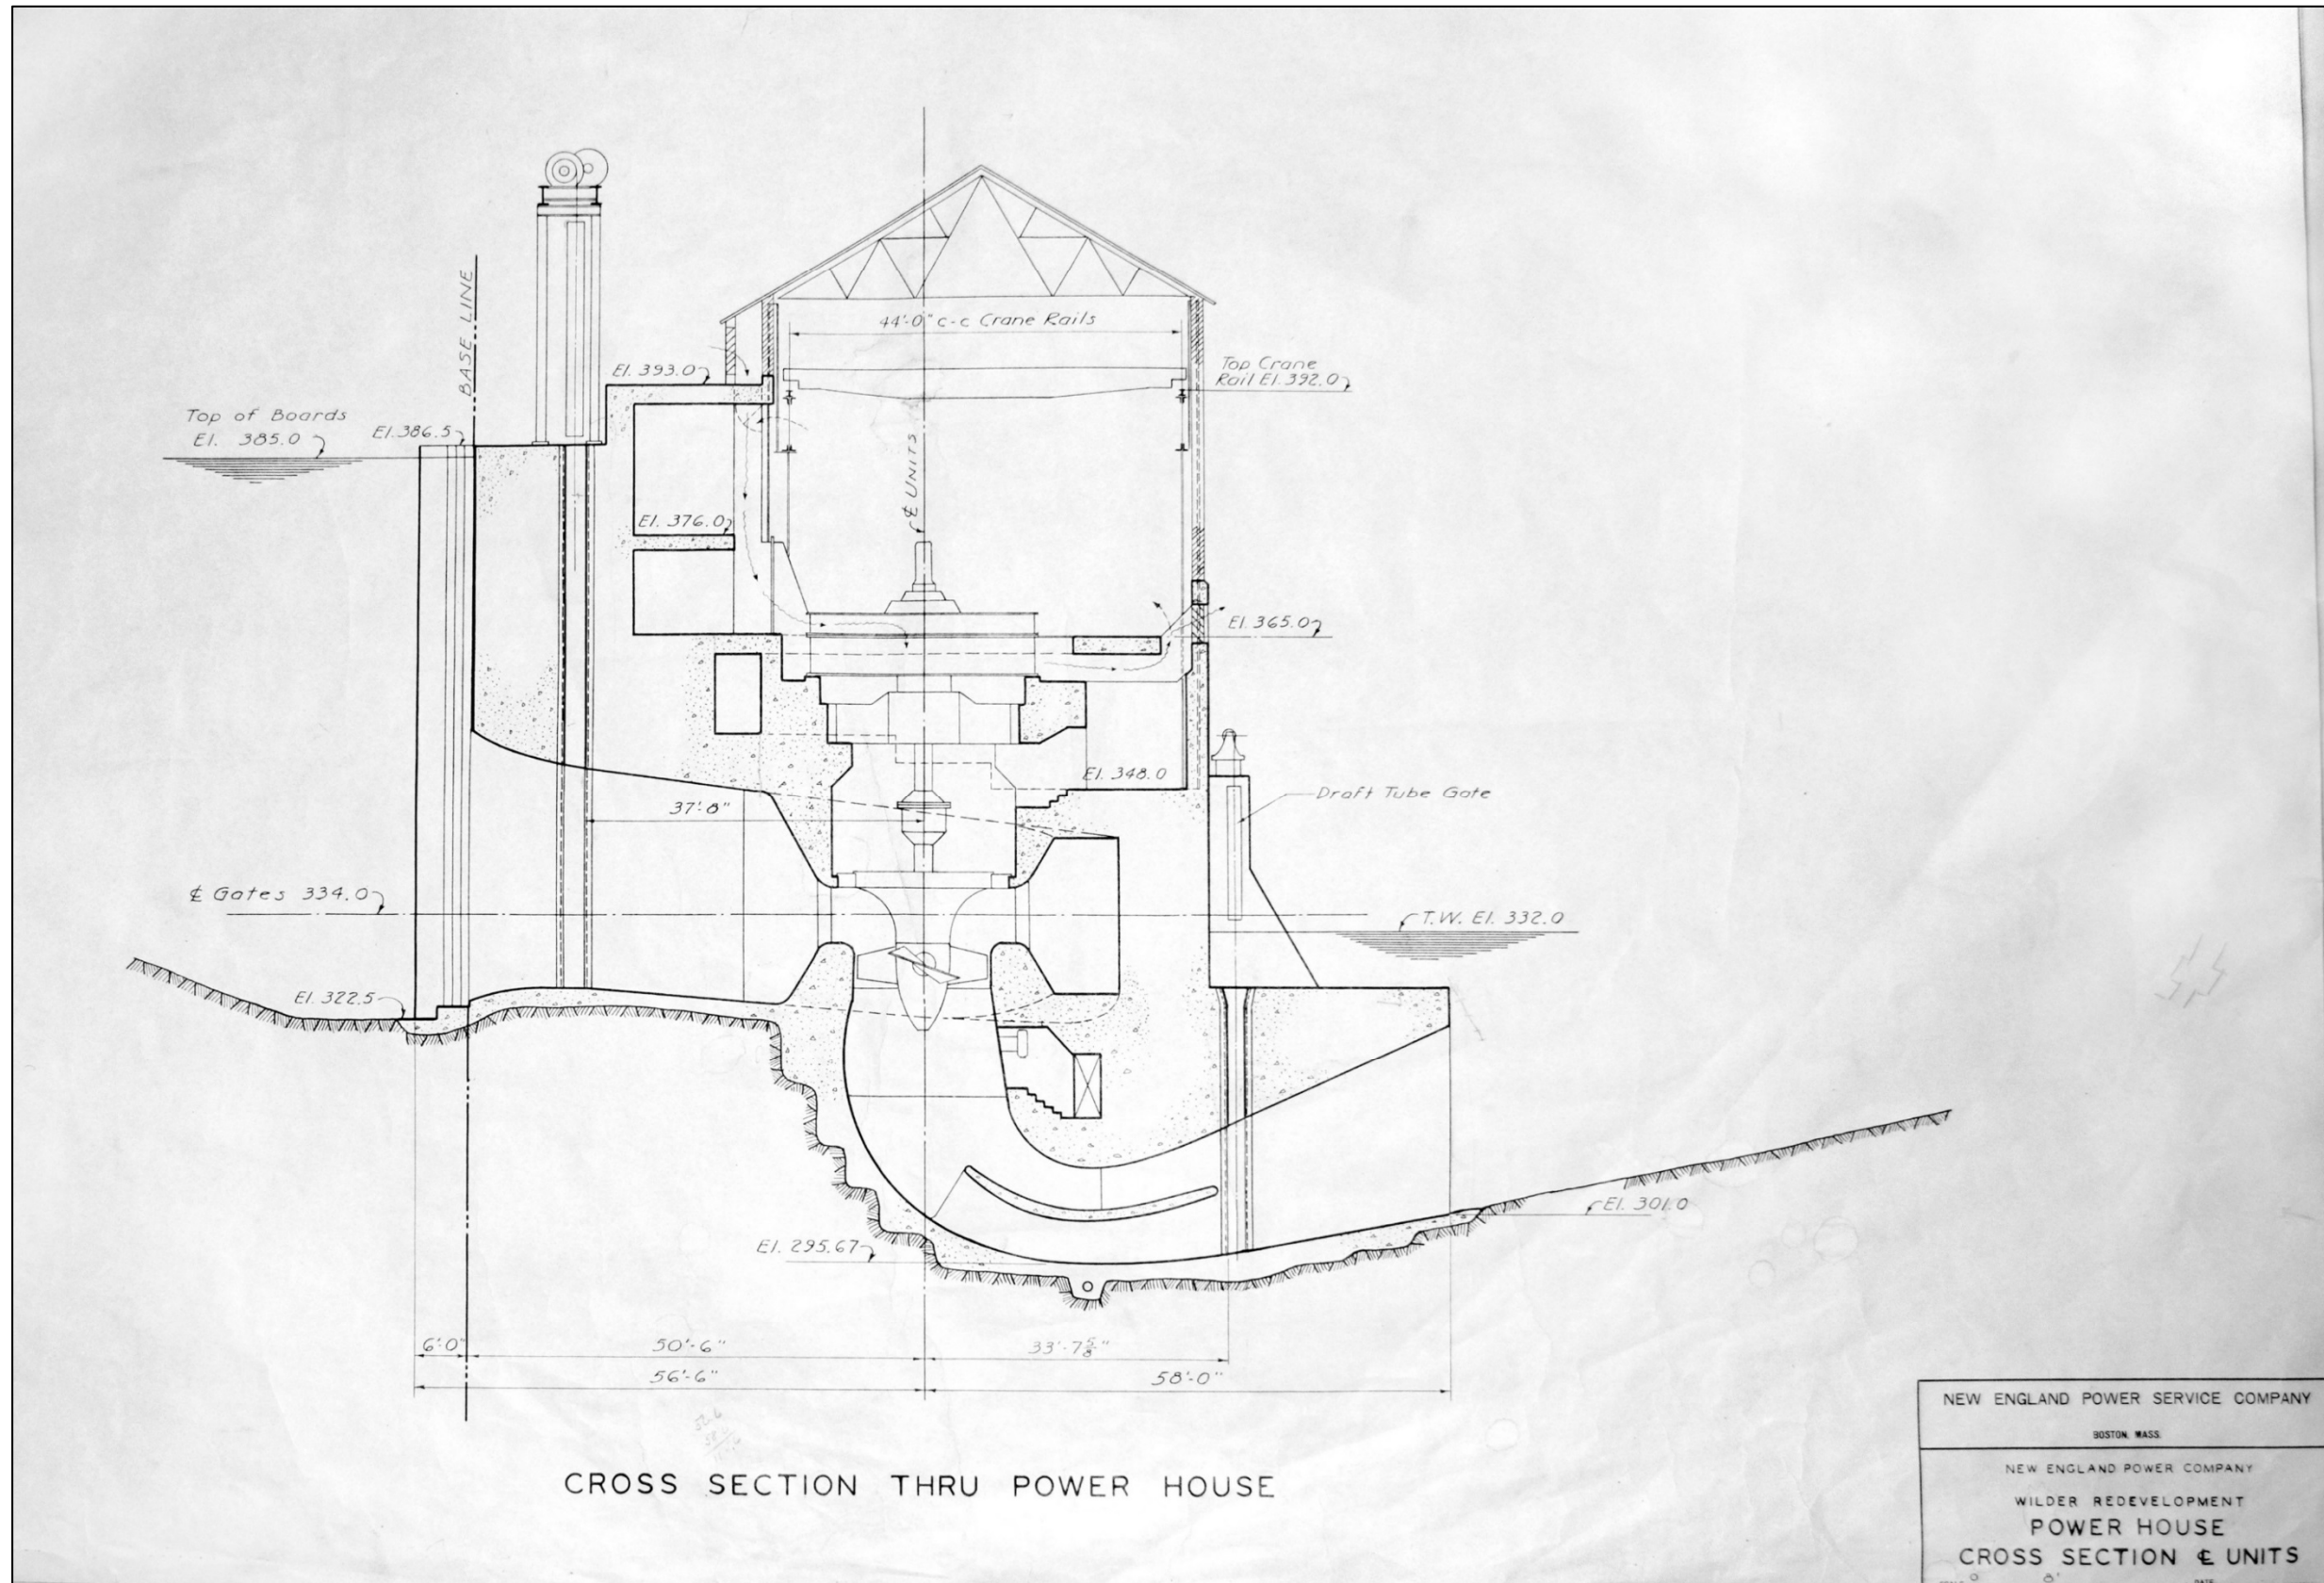 BASE LINE
44'-0" c-c Crane Rails
El. 393.0
Top Crane
Rail El. 392.0
Top of Boards
El. 385.0
El. 386.5
℄ UNITS
El. 376.0
El. 365.0
El. 348.0
Draft Tube Gate
37'-8"
℄ Gates 334.0
T.W. El. 332.0
El. 322.5
El. 301.0
El. 295.67
6'-0"
50'-6"
33'-7⅝"
56'-6"
58'-0"
CROSS SECTION THRU POWER HOUSE
NEW ENGLAND POWER SERVICE COMPANY
BOSTON, MASS.
NEW ENGLAND POWER COMPANY
WILDER REDEVELOPMENT
POWER HOUSE
CROSS SECTION ℄ UNITS